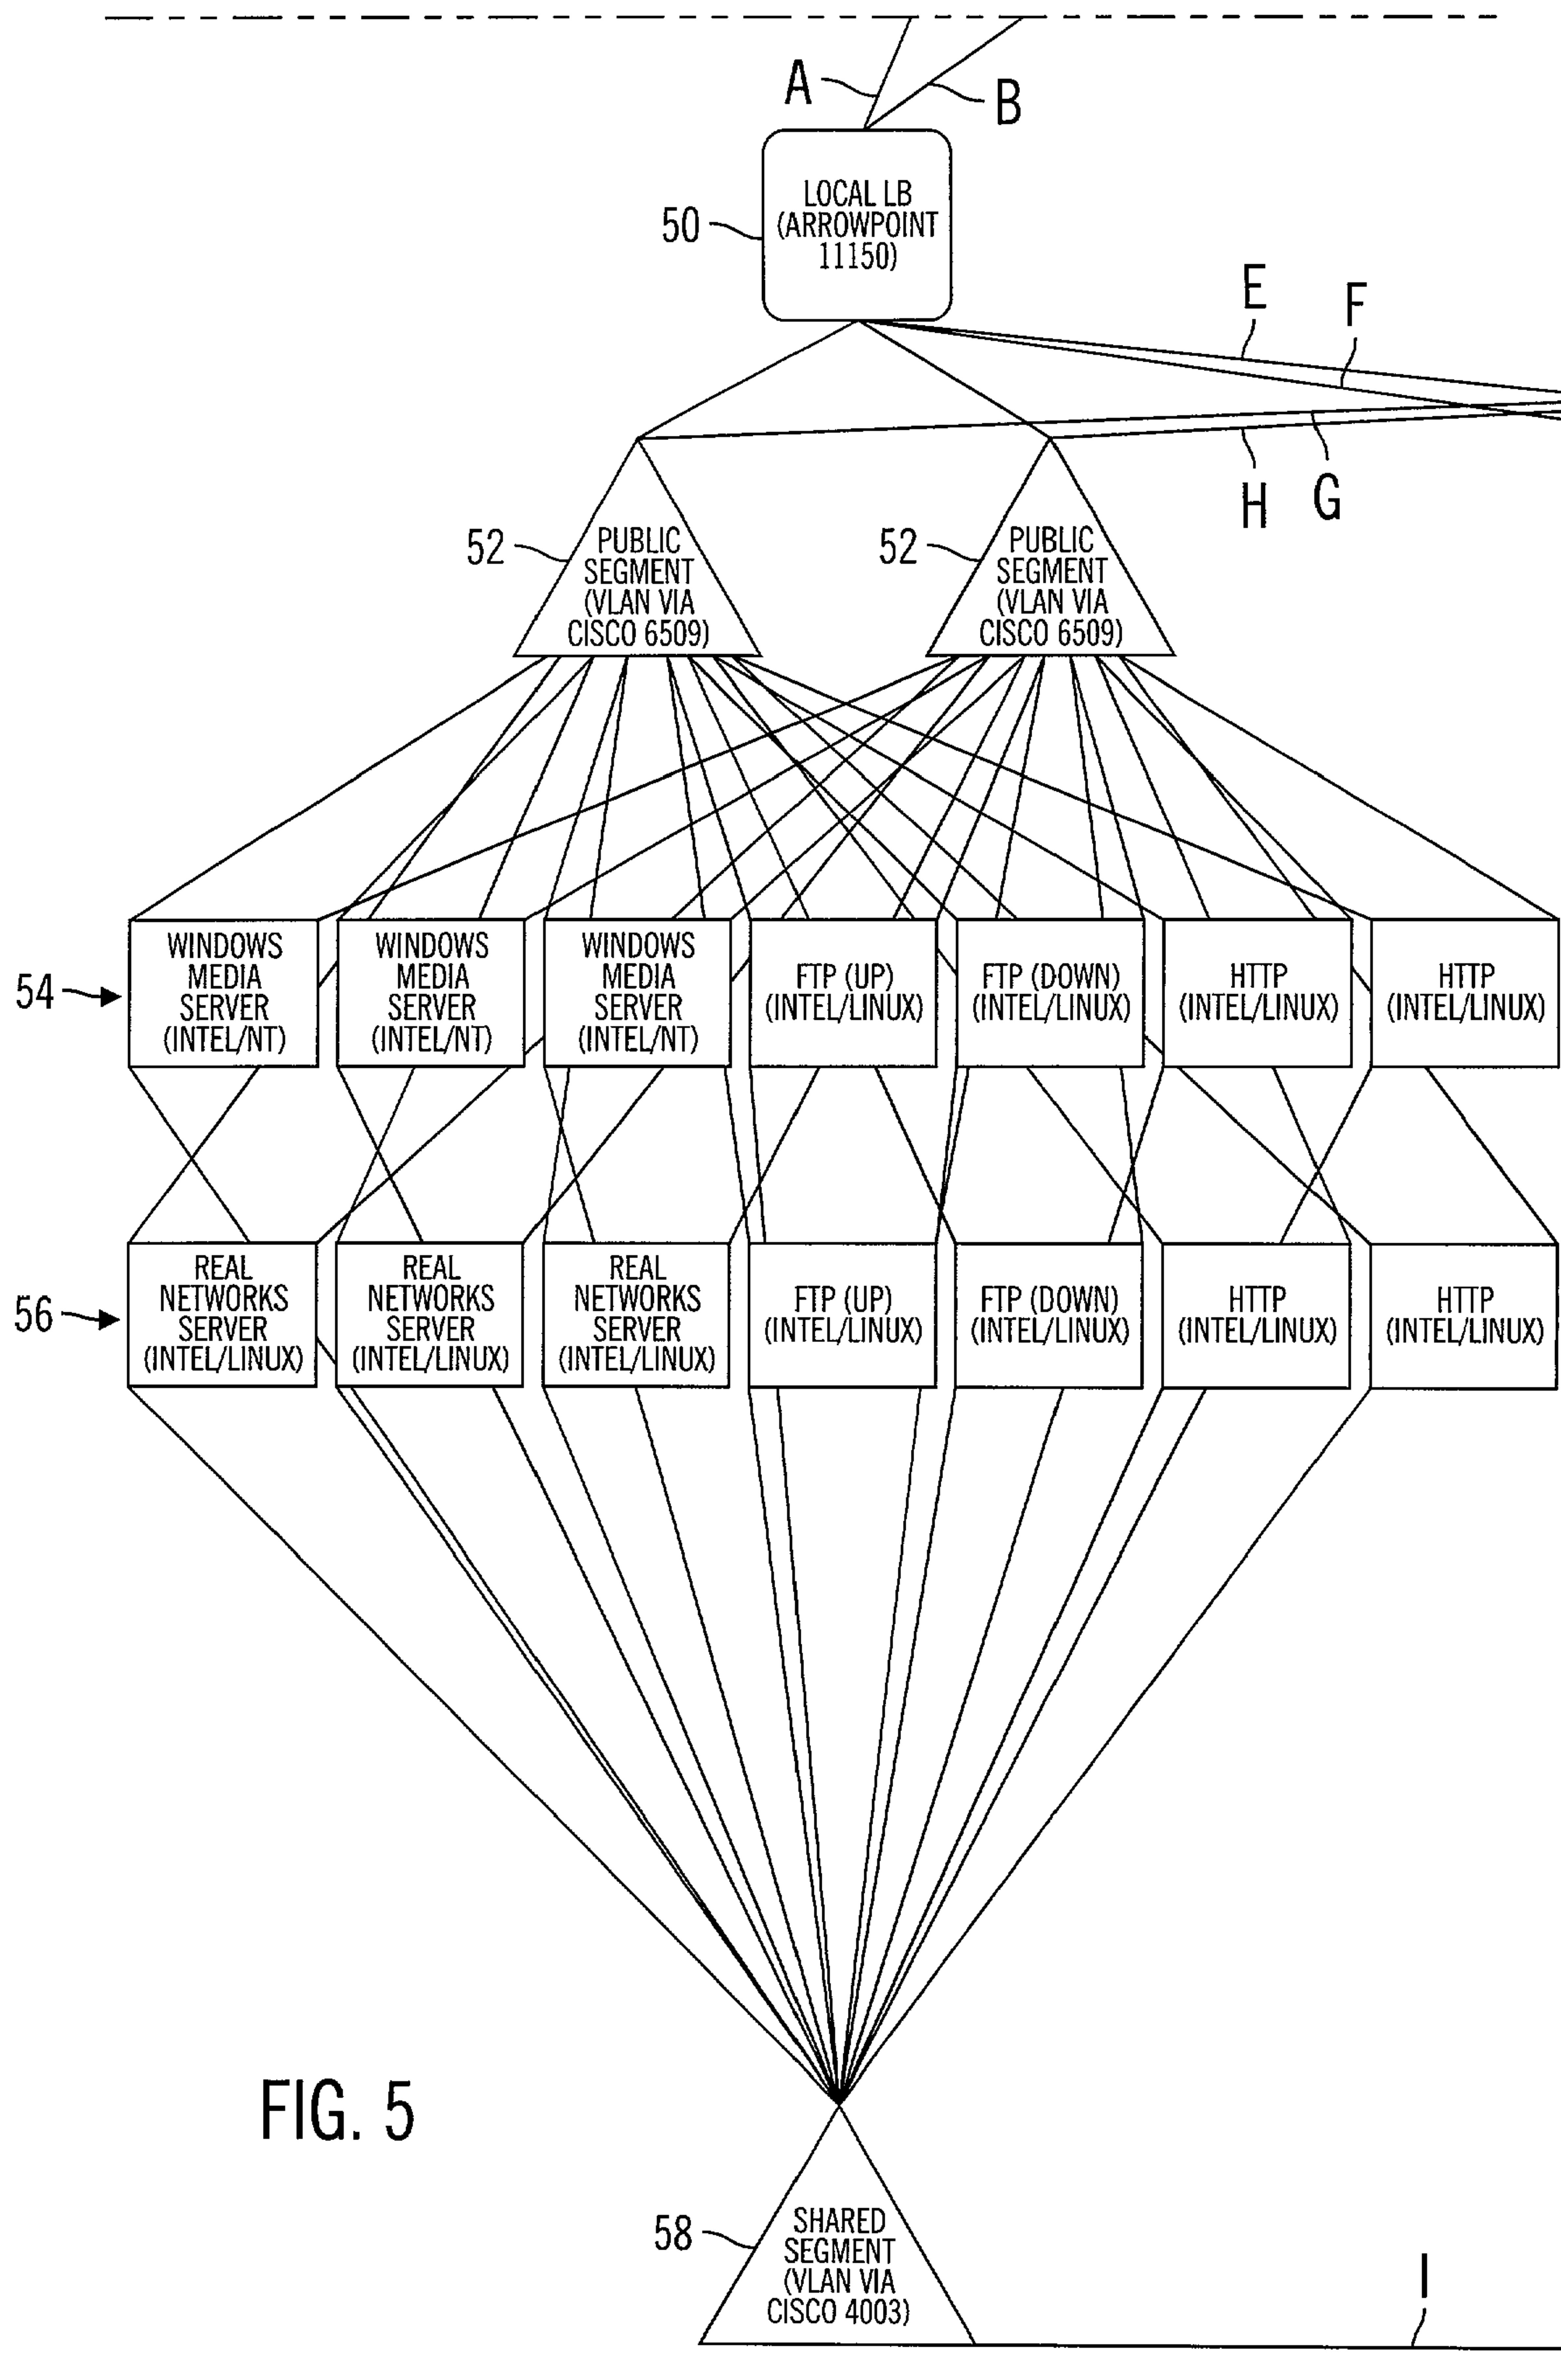 A
B
50
LOCAL LB
(ARROWPOINT
11150)
E
F
H
G
52
PUBLIC
SEGMENT
(VLAN VIA
CISCO 6509)
52
PUBLIC
SEGMENT
(VLAN VIA
CISCO 6509)
54
WINDOWS
MEDIA
SERVER
(INTEL/NT)
WINDOWS
MEDIA
SERVER
(INTEL/NT)
WINDOWS
MEDIA
SERVER
(INTEL/NT)
FTP (UP)
(INTEL/LINUX)
FTP (DOWN)
(INTEL/LINUX)
HTTP
(INTEL/LINUX)
HTTP
(INTEL/LINUX)
56
REAL
NETWORKS
SERVER
(INTEL/LINUX)
REAL
NETWORKS
SERVER
(INTEL/LINUX)
REAL
NETWORKS
SERVER
(INTEL/LINUX)
FTP (UP)
(INTEL/LINUX)
FTP (DOWN)
(INTEL/LINUX)
HTTP
(INTEL/LINUX)
HTTP
(INTEL/LINUX)
FIG. 5
58
SHARED
SEGMENT
(VLAN VIA
CISCO 4003)
I